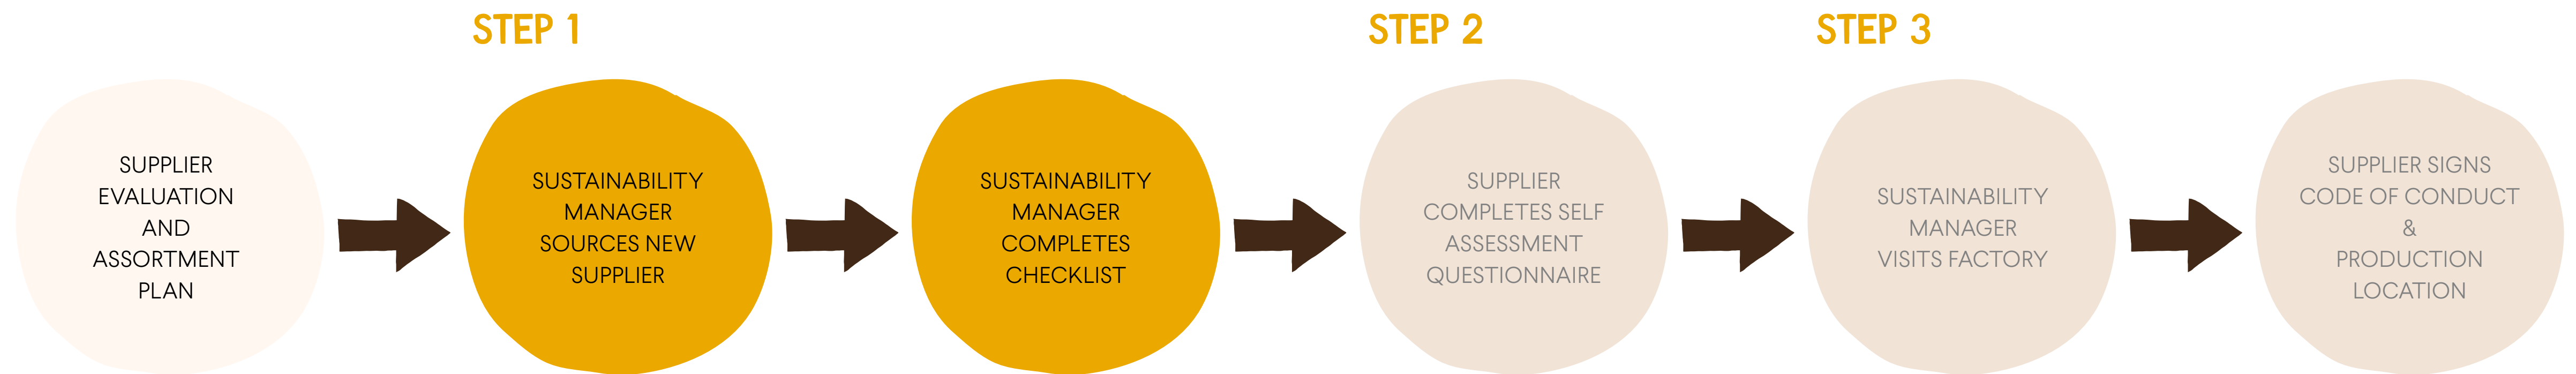 STEP 1
STEP 2
STEP 3
SUPPLIER
EVALUATION
AND
ASSORTMENT
PLAN
SUSTAINABILITY
MANAGER
SOURCES NEW
SUPPLIER
SUSTAINABILITY
MANAGER
COMPLETES
CHECKLIST
SUPPLIER
COMPLETES SELF
ASSESSMENT
QUESTIONNAIRE
SUSTAINABILITY
MANAGER
VISITS FACTORY
SUPPLIER SIGNS
CODE OF CONDUCT
&
PRODUCTION
LOCATION